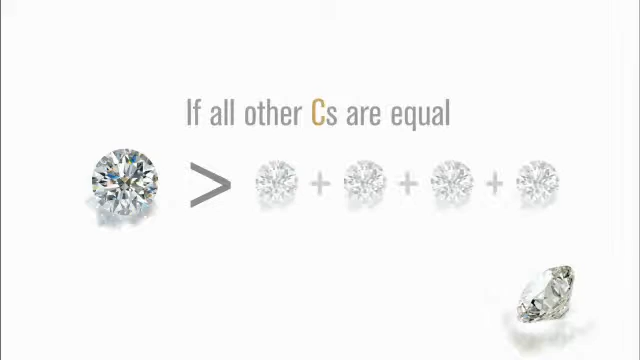 If all other Cs are equal
> + + +